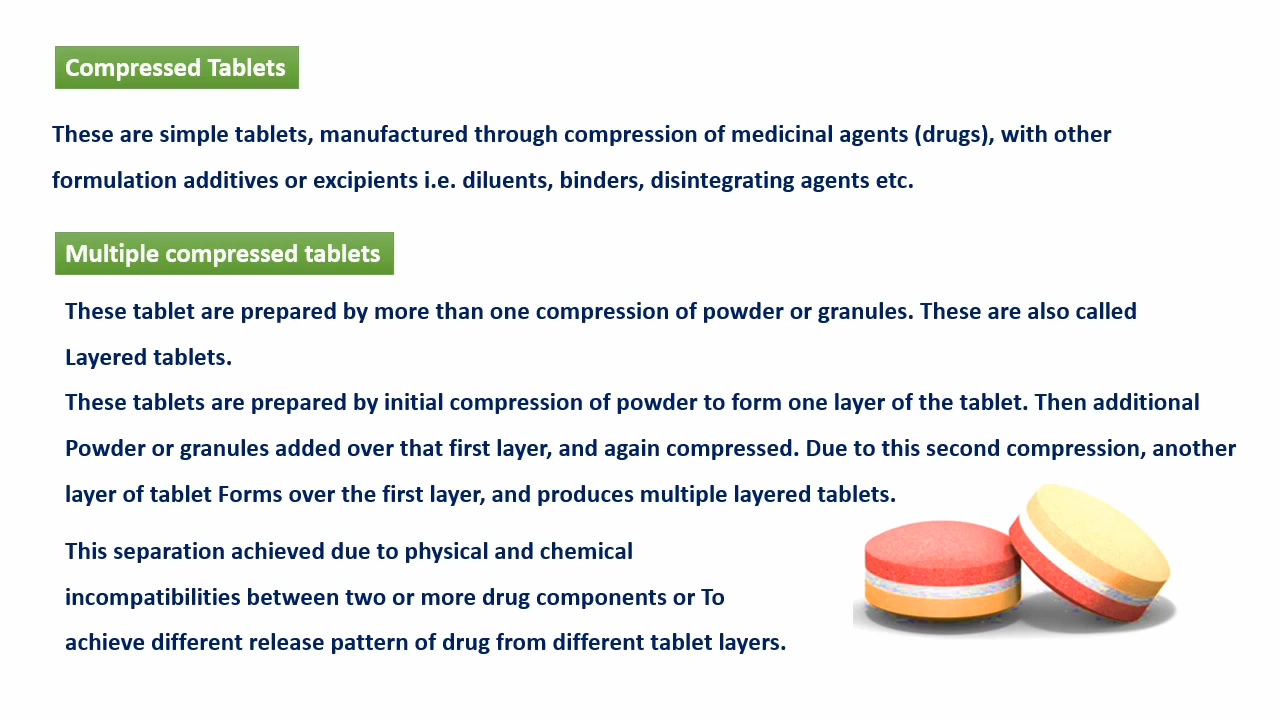 Compressed Tablets
These are simple tablets, manufactured through compression of medicinal agents (drugs), with other
formulation additives or excipients i.e. diluents, binders, disintegrating agents etc.
Multiple compressed tablets
These tablet are prepared by more than one compression of powder or granules. These are also called
Layered tablets.
These tablets are prepared by initial compression of powder to form one layer of the tablet. Then additional
Powder or granules added over that first layer, and again compressed. Due to this second compression, another
layer of tablet Forms over the first layer, and produces multiple layered tablets.
This separation achieved due to physical and chemical
incompatibilities between two or more drug components or To
achieve different release pattern of drug from different tablet layers.